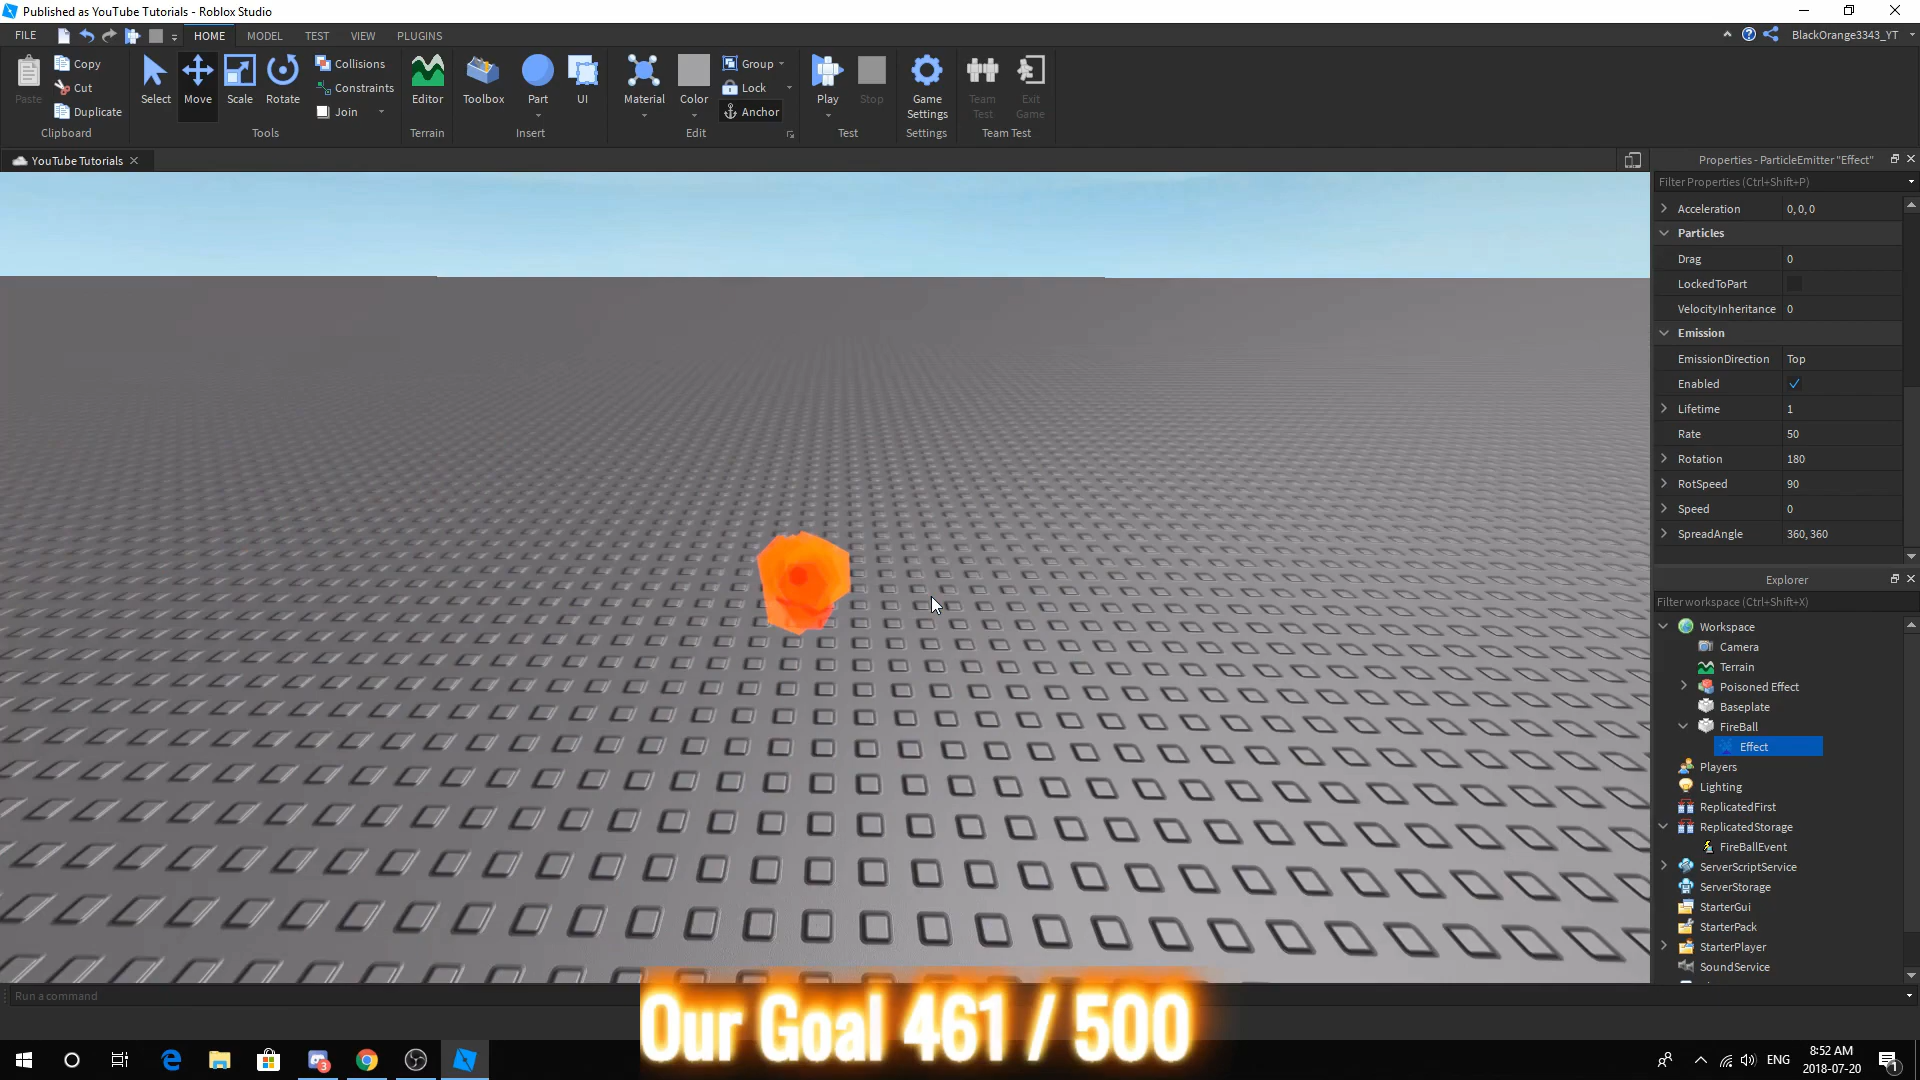 Published as YouTube Tutorials - Roblox Studio
FILE HOME MODEL TEST VIEW PLUGINS BlackOrange3343_YT
Paste Copy Cut Duplicate Clipboard
Select Move Scale Rotate Collisions Constraints Join Tools
Editor Terrain
Toolbox Part UI Insert
Material Color Group Lock Anchor Edit
Play Stop Test
Game Settings Settings
Team Test Exit Game Team Test
YouTube Tutorials
Properties - ParticleEmitter "Effect"
Filter Properties (Ctrl+Shift+P)
Acceleration 0, 0, 0
Particles
Drag 0
LockedToPart
VelocityInheritance 0
Emission
EmissionDirection Top
Enabled
Lifetime 1
Rate 50
Rotation 180
RotSpeed 90
Speed 0
SpreadAngle 360, 360
Explorer
Filter workspace (Ctrl+Shift+X)
Workspace
Camera
Terrain
Poisoned Effect
Baseplate
FireBall
Effect
Players
Lighting
ReplicatedFirst
ReplicatedStorage
FireBallEvent
ServerScriptService
ServerStorage
StarterGui
StarterPack
StarterPlayer
SoundService
Run a command
Our Goal 461 / 500
3
ENG
8:52 AM
2018-07-20
1